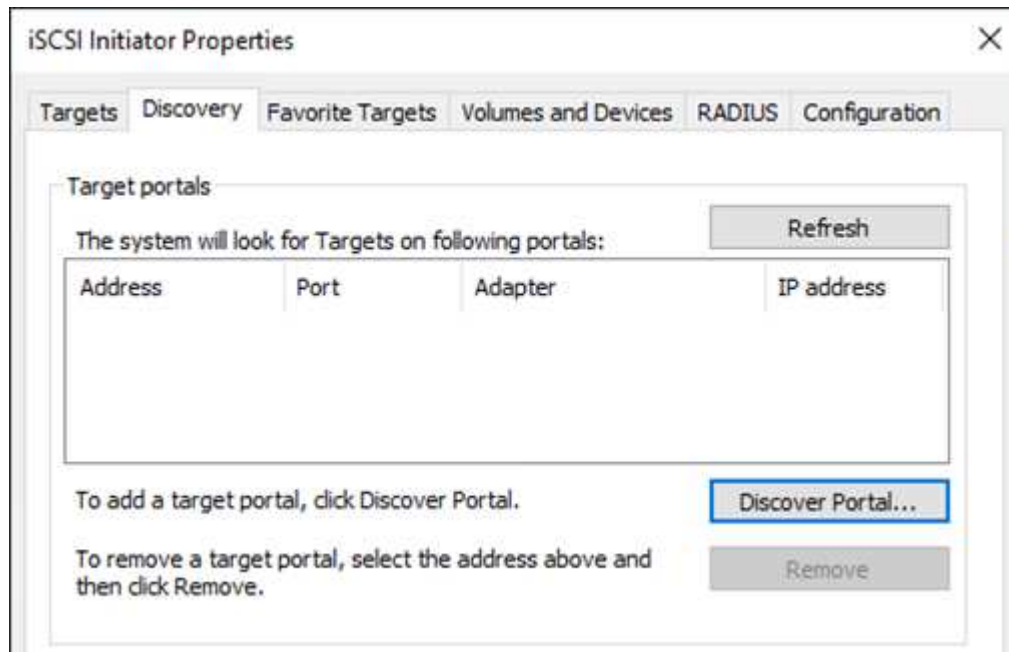 iSCSI Initiator Properties
Targets Discovery Favorite Targets Volumes and Devices RADIUS Configuration
Target portals
The system will look for Targets on following portals: Refresh
Address Port Adapter IP address
To add a target portal, click Discover Portal. Discover Portal...
To remove a target portal, select the address above and
then click Remove.
Remove